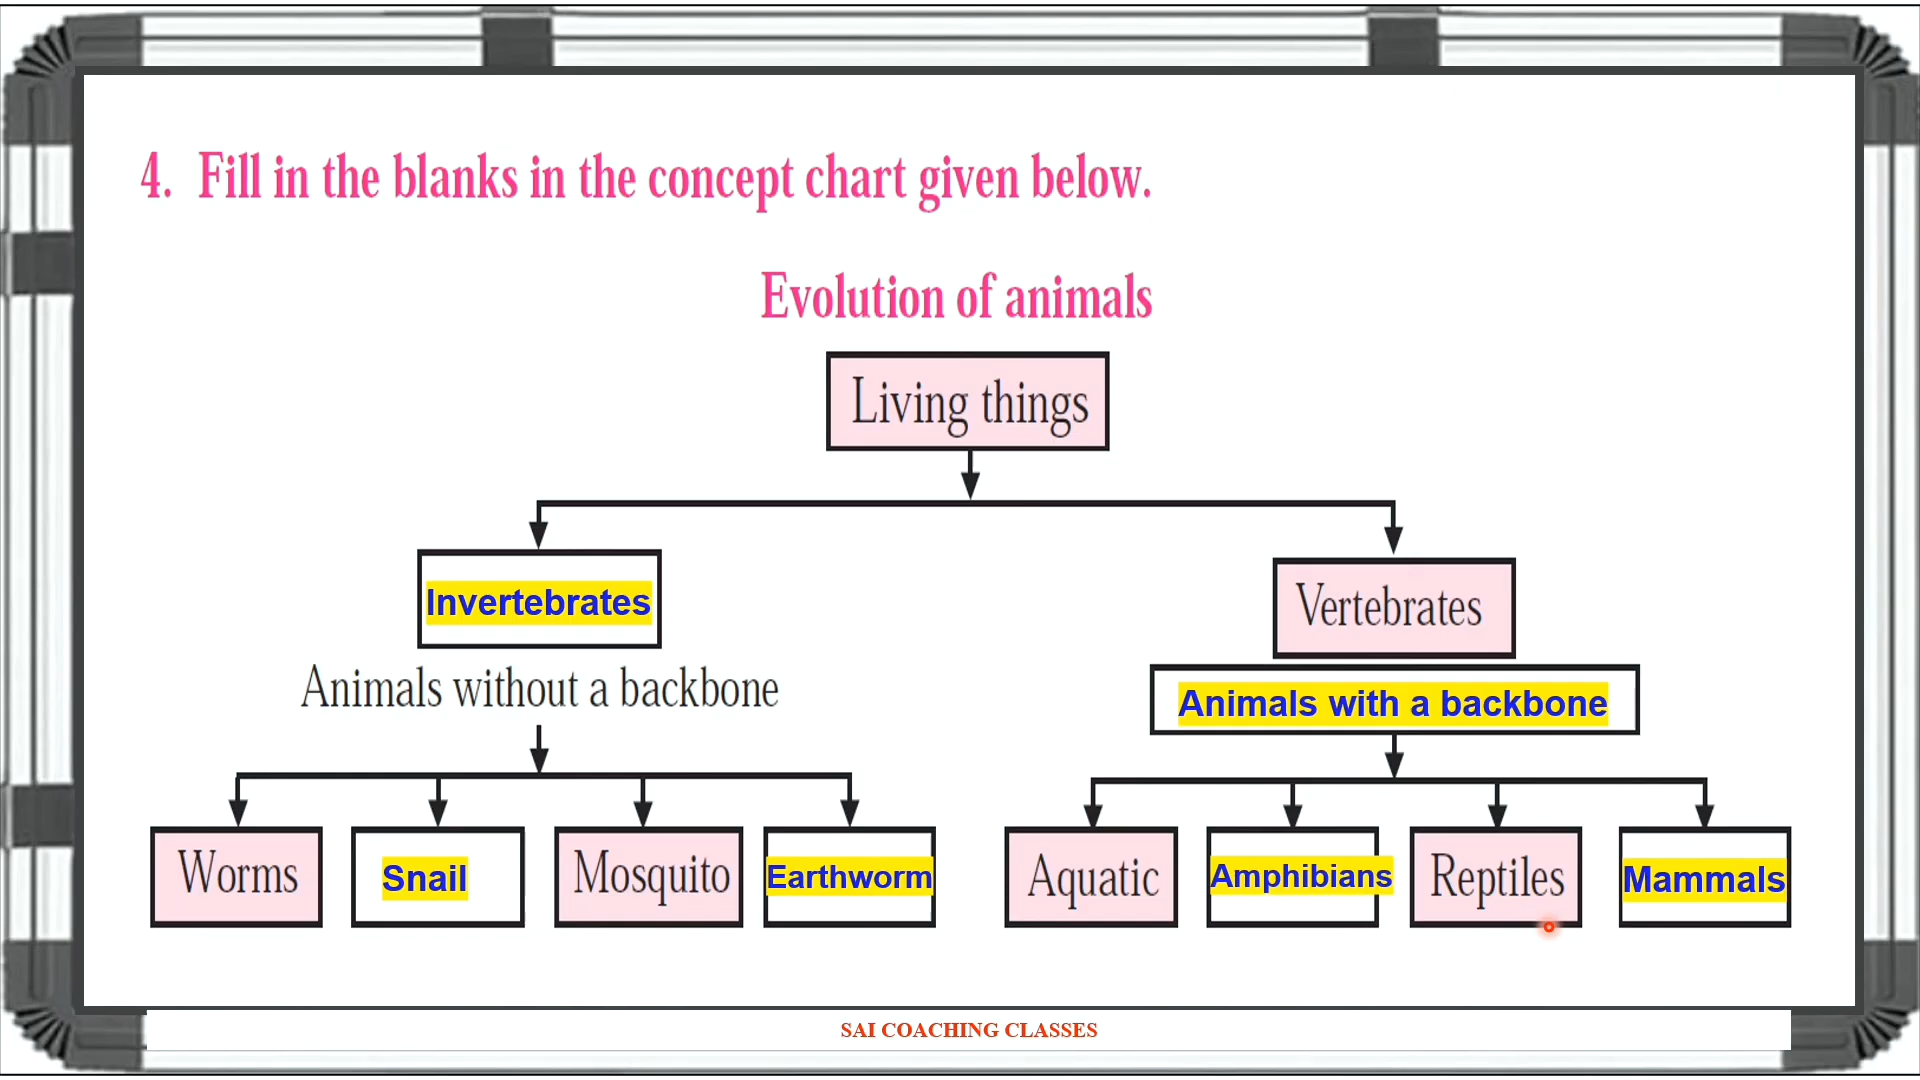 4. Fill in the blanks in the concept chart given below.
Evolution of animals
Living things
Invertebrates
Vertebrates
Animals without a backbone
Animals with a backbone
Worms
Snail
Mosquito
Earthworm
Aquatic
Amphibians
Reptiles
Mammals
SAI COACHING CLASSES